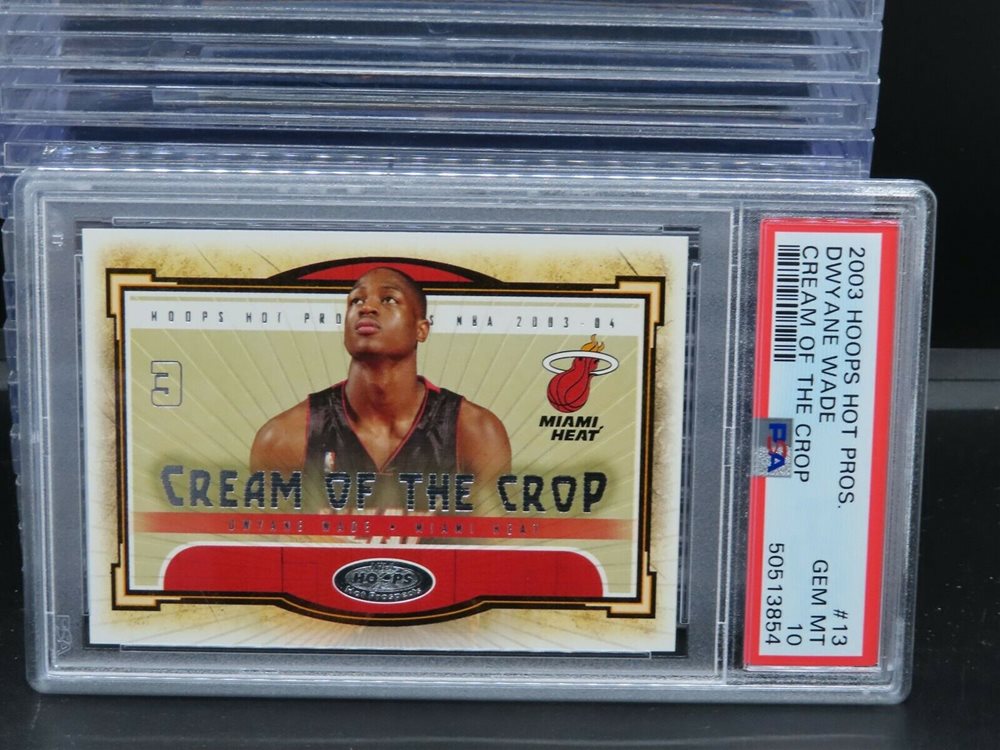 HOOPS HOT PRO S NBA 2003-04
G
MIAMI
HEAT
CREAM OF THE CROP
DWYANE WADE • MIAMI HEAT
HOOPS
Hot Prospects
2003 HOOPS HOT PROS. #13
DWYANE WADE GEM MT
CREAM OF THE CROP 10
PSA 50513854
PSA